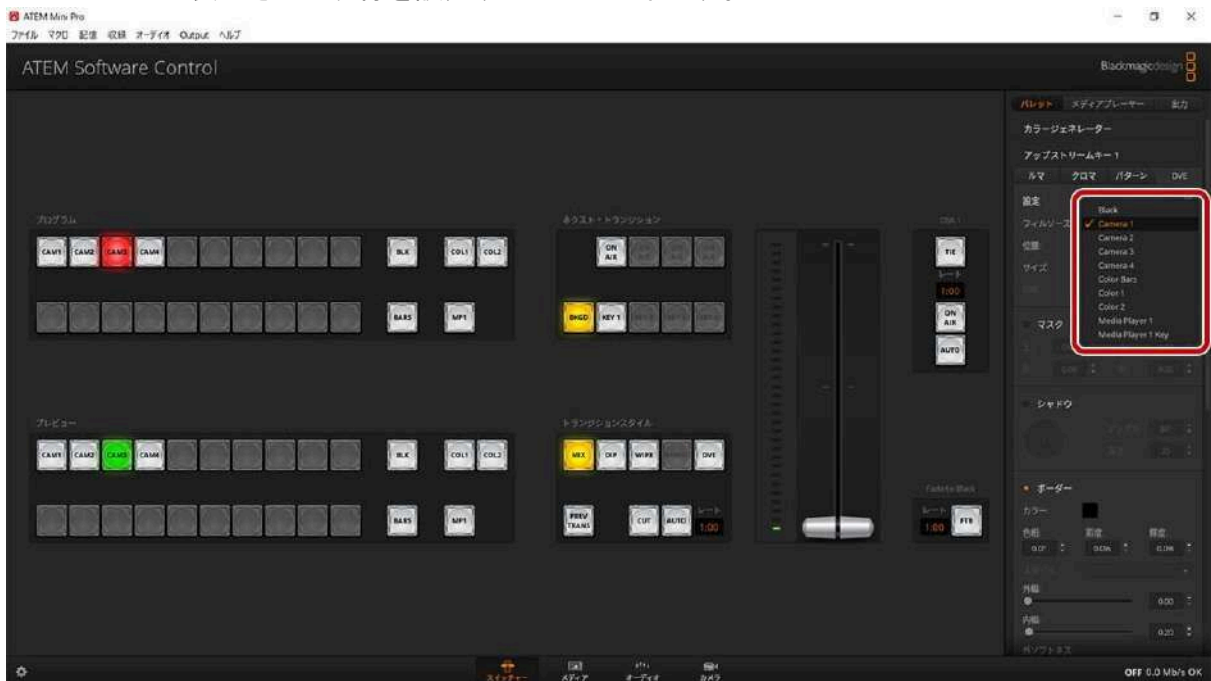 ATEM Mini Pro
ファイル マクロ 配信 収録 オーディオ Output ヘルプ
ATEM Software Control
Blackmagicdesign
パレット メディアプレーヤー 出力
カラージェネレーター
アップストリームキー 1
ルマ クロマ パターン DVE
設定
フィルソース
位置:
サイズ:
Black
✓ Camera 1
Camera 2
Camera 3
Camera 4
Color Bars
Color 1
Color 2
Media Player 1
Media Player 1 Key
マスク
シャドウ
ボーダー
カラー
色相: 彩度: 輝度:
外幅:
0.00
内幅:
0.20
プログラム
CAM1 CAM2 CAM3 CAM4 BLK COL1 COL2
BARS MP1
ネクスト・トランジション
ON AIR
BKGD KEY 1
DSK 1
TIE
レート
1:00
ON AIR
AUTO
プレビュー
CAM1 CAM2 CAM3 CAM4 BLK COL1 COL2
BARS MP1
トランジションスタイル
MIX DIP WIPE DVE
PREV TRANS CUT AUTO レート 1:00
Fade to Black
レート 1:00 FTB
スイッチャー メディア オーディオ カメラ
OFF 0.0 Mb/s OK